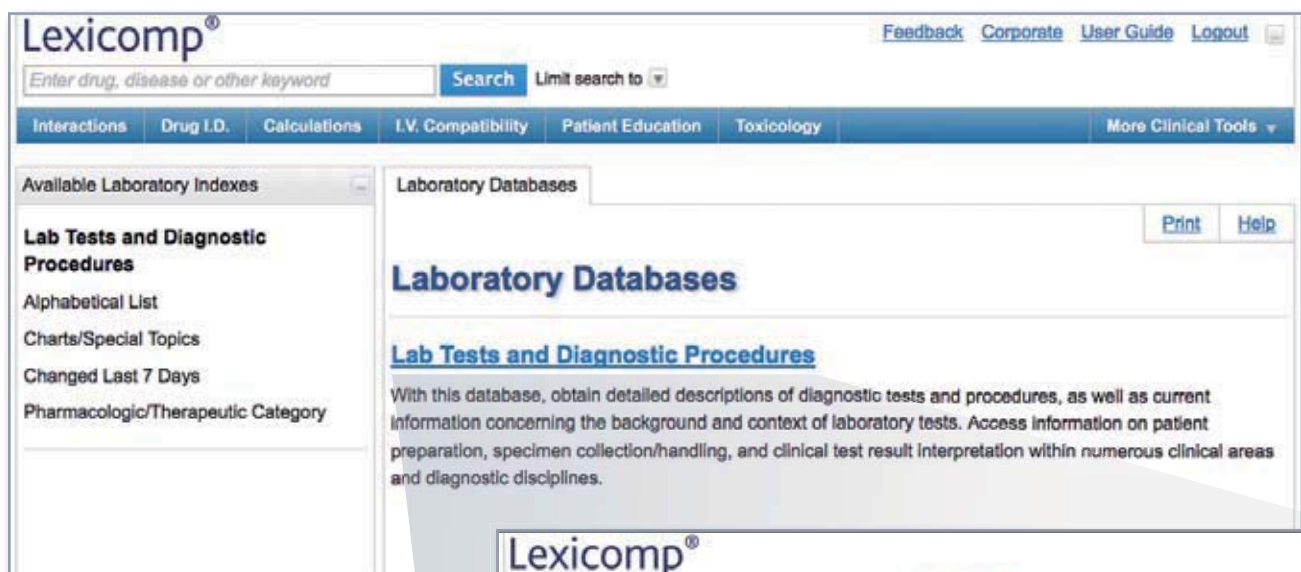 Lexicomp®
Feedback Corporate User Guide Logout
Enter drug, disease or other keyword Search Limit search to
Interactions Drug I.D. Calculations I.V. Compatibility Patient Education Toxicology More Clinical Tools
Available Laboratory Indexes
Lab Tests and Diagnostic
Procedures
Alphabetical List
Charts/Special Topics
Changed Last 7 Days
Pharmacologic/Therapeutic Category
Laboratory Databases
Print Help
Laboratory Databases
Lab Tests and Diagnostic Procedures
With this database, obtain detailed descriptions of diagnostic tests and procedures, as well as current
information concerning the background and context of laboratory tests. Access information on patient
preparation, specimen collection/handling, and clinical test result interpretation within numerous clinical areas
and diagnostic disciplines.
Lexicomp®